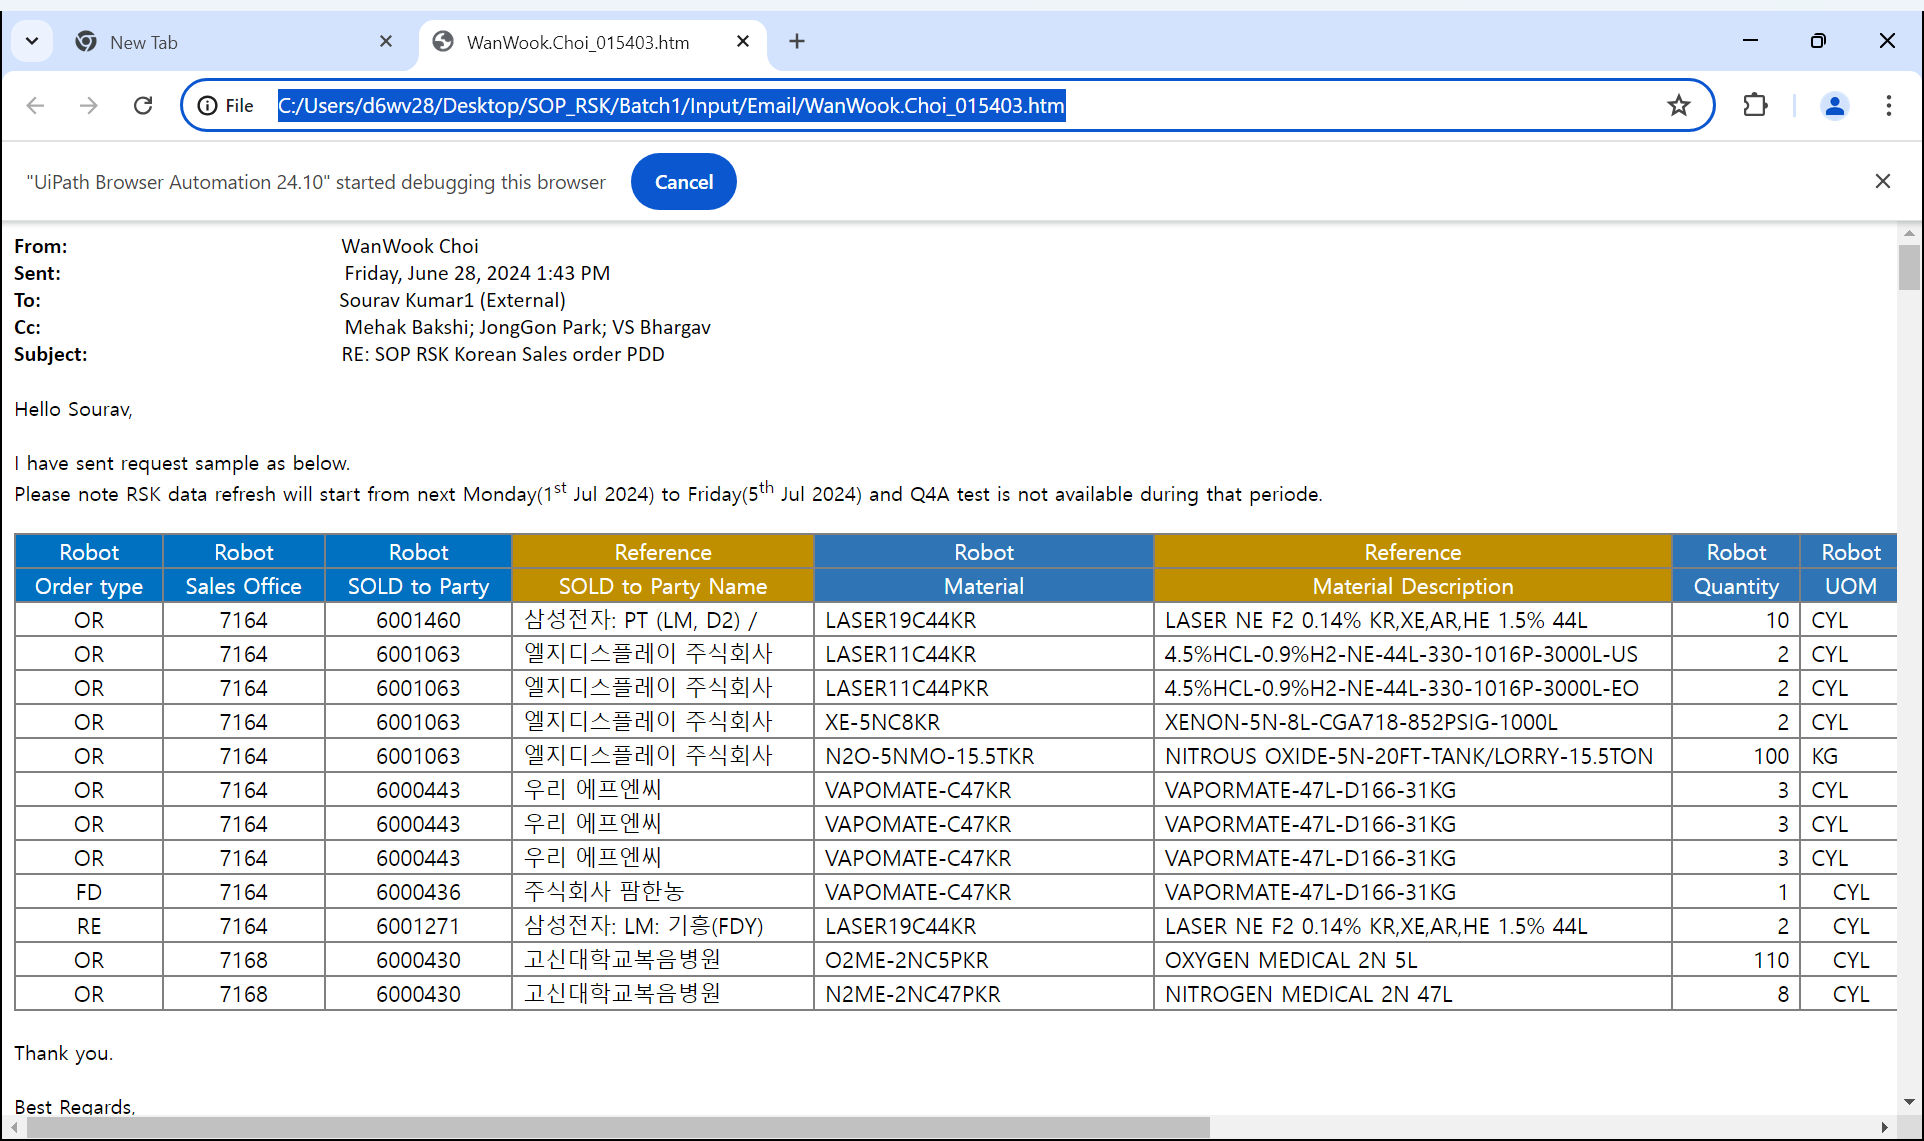 New Tab
WanWook.Choi_015403.htm
File C:/Users/d6wv28/Desktop/SOP_RSK/Batch1/Input/Email/WanWook.Choi_015403.htm
"UiPath Browser Automation 24.10" started debugging this browser Cancel
From: WanWook Choi
Sent: Friday, June 28, 2024 1:43 PM
To: Sourav Kumar1 (External)
Cc: Mehak Bakshi; JongGon Park; VS Bhargav
Subject: RE: SOP RSK Korean Sales order PDD
Hello Sourav,
I have sent request sample as below.
Please note RSK data refresh will start from next Monday(1st Jul 2024) to Friday(5th Jul 2024) and Q4A test is not available during that periode.
Robot Robot Robot Reference Robot Reference Robot Robot
Order type Sales Office SOLD to Party SOLD to Party Name Material Material Description Quantity UOM
OR 7164 6001460 삼성전자: PT (LM, D2) / LASER19C44KR LASER NE F2 0.14% KR,XE,AR,HE 1.5% 44L 10 CYL
OR 7164 6001063 엘지디스플레이 주식회사 LASER11C44KR 4.5%HCL-0.9%H2-NE-44L-330-1016P-3000L-US 2 CYL
OR 7164 6001063 엘지디스플레이 주식회사 LASER11C44PKR 4.5%HCL-0.9%H2-NE-44L-330-1016P-3000L-EO 2 CYL
OR 7164 6001063 엘지디스플레이 주식회사 XE-5NC8KR XENON-5N-8L-CGA718-852PSIG-1000L 2 CYL
OR 7164 6001063 엘지디스플레이 주식회사 N2O-5NMO-15.5TKR NITROUS OXIDE-5N-20FT-TANK/LORRY-15.5TON 100 KG
OR 7164 6000443 우리 에프엔씨 VAPOMATE-C47KR VAPORMATE-47L-D166-31KG 3 CYL
OR 7164 6000443 우리 에프엔씨 VAPOMATE-C47KR VAPORMATE-47L-D166-31KG 3 CYL
OR 7164 6000443 우리 에프엔씨 VAPOMATE-C47KR VAPORMATE-47L-D166-31KG 3 CYL
FD 7164 6000436 주식회사 팜한농 VAPOMATE-C47KR VAPORMATE-47L-D166-31KG 1 CYL
RE 7164 6001271 삼성전자: LM: 기흥(FDY) LASER19C44KR LASER NE F2 0.14% KR,XE,AR,HE 1.5% 44L 2 CYL
OR 7168 6000430 고신대학교복음병원 O2ME-2NC5PKR OXYGEN MEDICAL 2N 5L 110 CYL
OR 7168 6000430 고신대학교복음병원 N2ME-2NC47PKR NITROGEN MEDICAL 2N 47L 8 CYL
Thank you.
Best Regards,